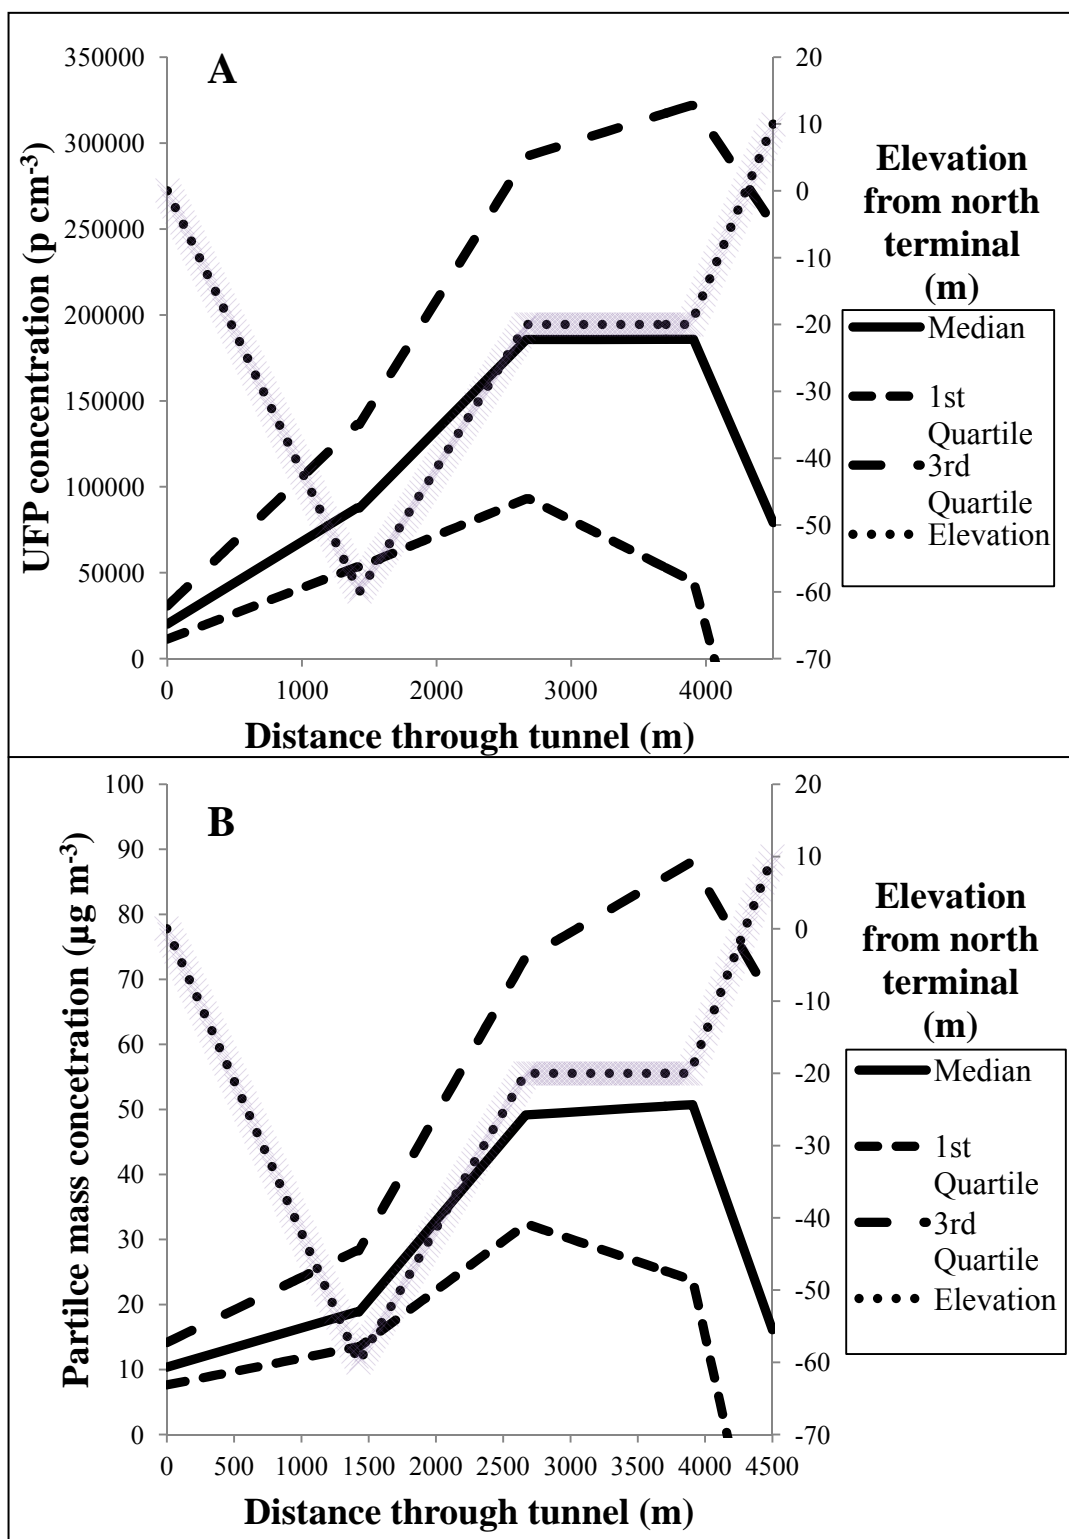 A
350000
300000
250000
200000
150000
100000
50000
0
UFP concentration (p cm-3)
20
10
0
-10
-20
-30
-40
-50
-60
-70
0 1000 2000 3000 4000
Distance through tunnel (m)
Elevation
from north
terminal
(m)
Median
1st
Quartile
3rd
Quartile
Elevation
B
100
90
80
70
60
50
40
30
20
10
0
Partilce mass concetration (µg m-3)
20
10
0
-10
-20
-30
-40
-50
-60
-70
0 500 1000 1500 2000 2500 3000 3500 4000 4500
Distance through tunnel (m)
Elevation
from north
terminal
(m)
Median
1st
Quartile
3rd
Quartile
Elevation